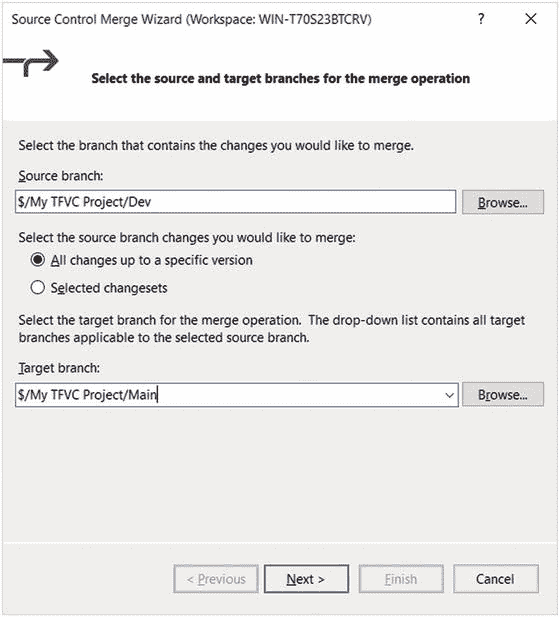 Source Control Merge Wizard (Workspace: WIN-T70S23BTCRV) ?
Select the source and target branches for the merge operation
Select the branch that contains the changes you would like to merge.
Source branch:
$/My TFVC Project/Dev Browse...
Select the source branch changes you would like to merge:
All changes up to a specific version
Selected changesets
Select the target branch for the merge operation. The drop-down list contains all target
branches applicable to the selected source branch.
Target branch:
$/My TFVC Project/Main Browse...
< Previous Next > Finish Cancel